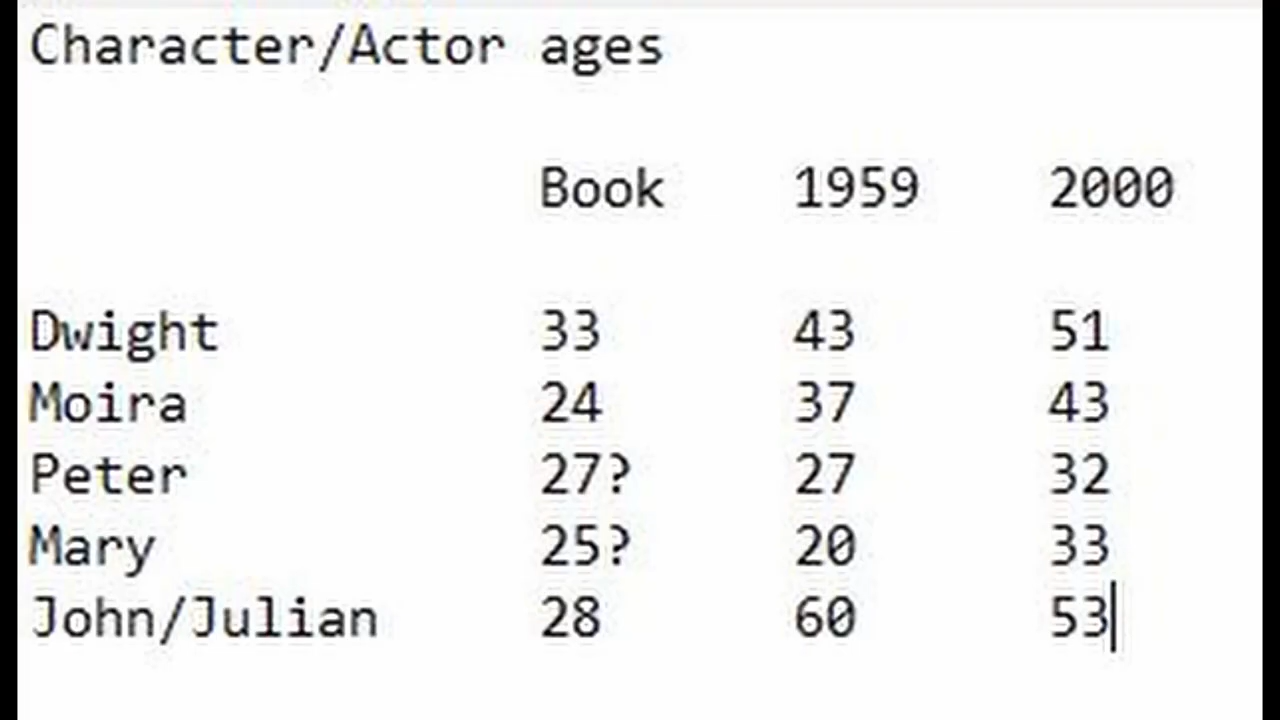 Character/Actor ages
Book 1959 2000
Dwight 33 43 51
Moira 24 37 43
Peter 27? 27 32
Mary 25? 20 33
John/Julian 28 60 53